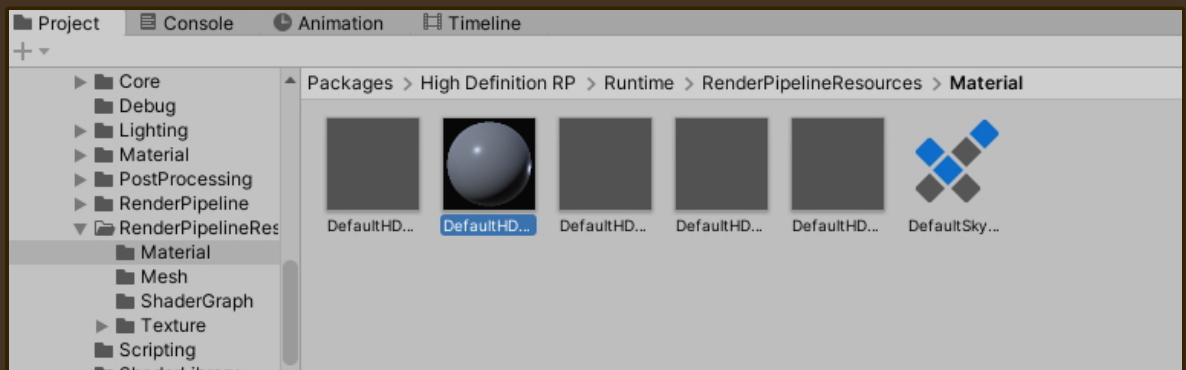 Project Console Animation Timeline
Packages > High Definition RP > Runtime > RenderPipelineResources > Material
Core
Debug
Lighting
Material
PostProcessing
RenderPipeline
RenderPipelineRes
Material
Mesh
ShaderGraph
Texture
Scripting
DefaultHD... DefaultHD... DefaultHD... DefaultHD... DefaultHD... DefaultSky...